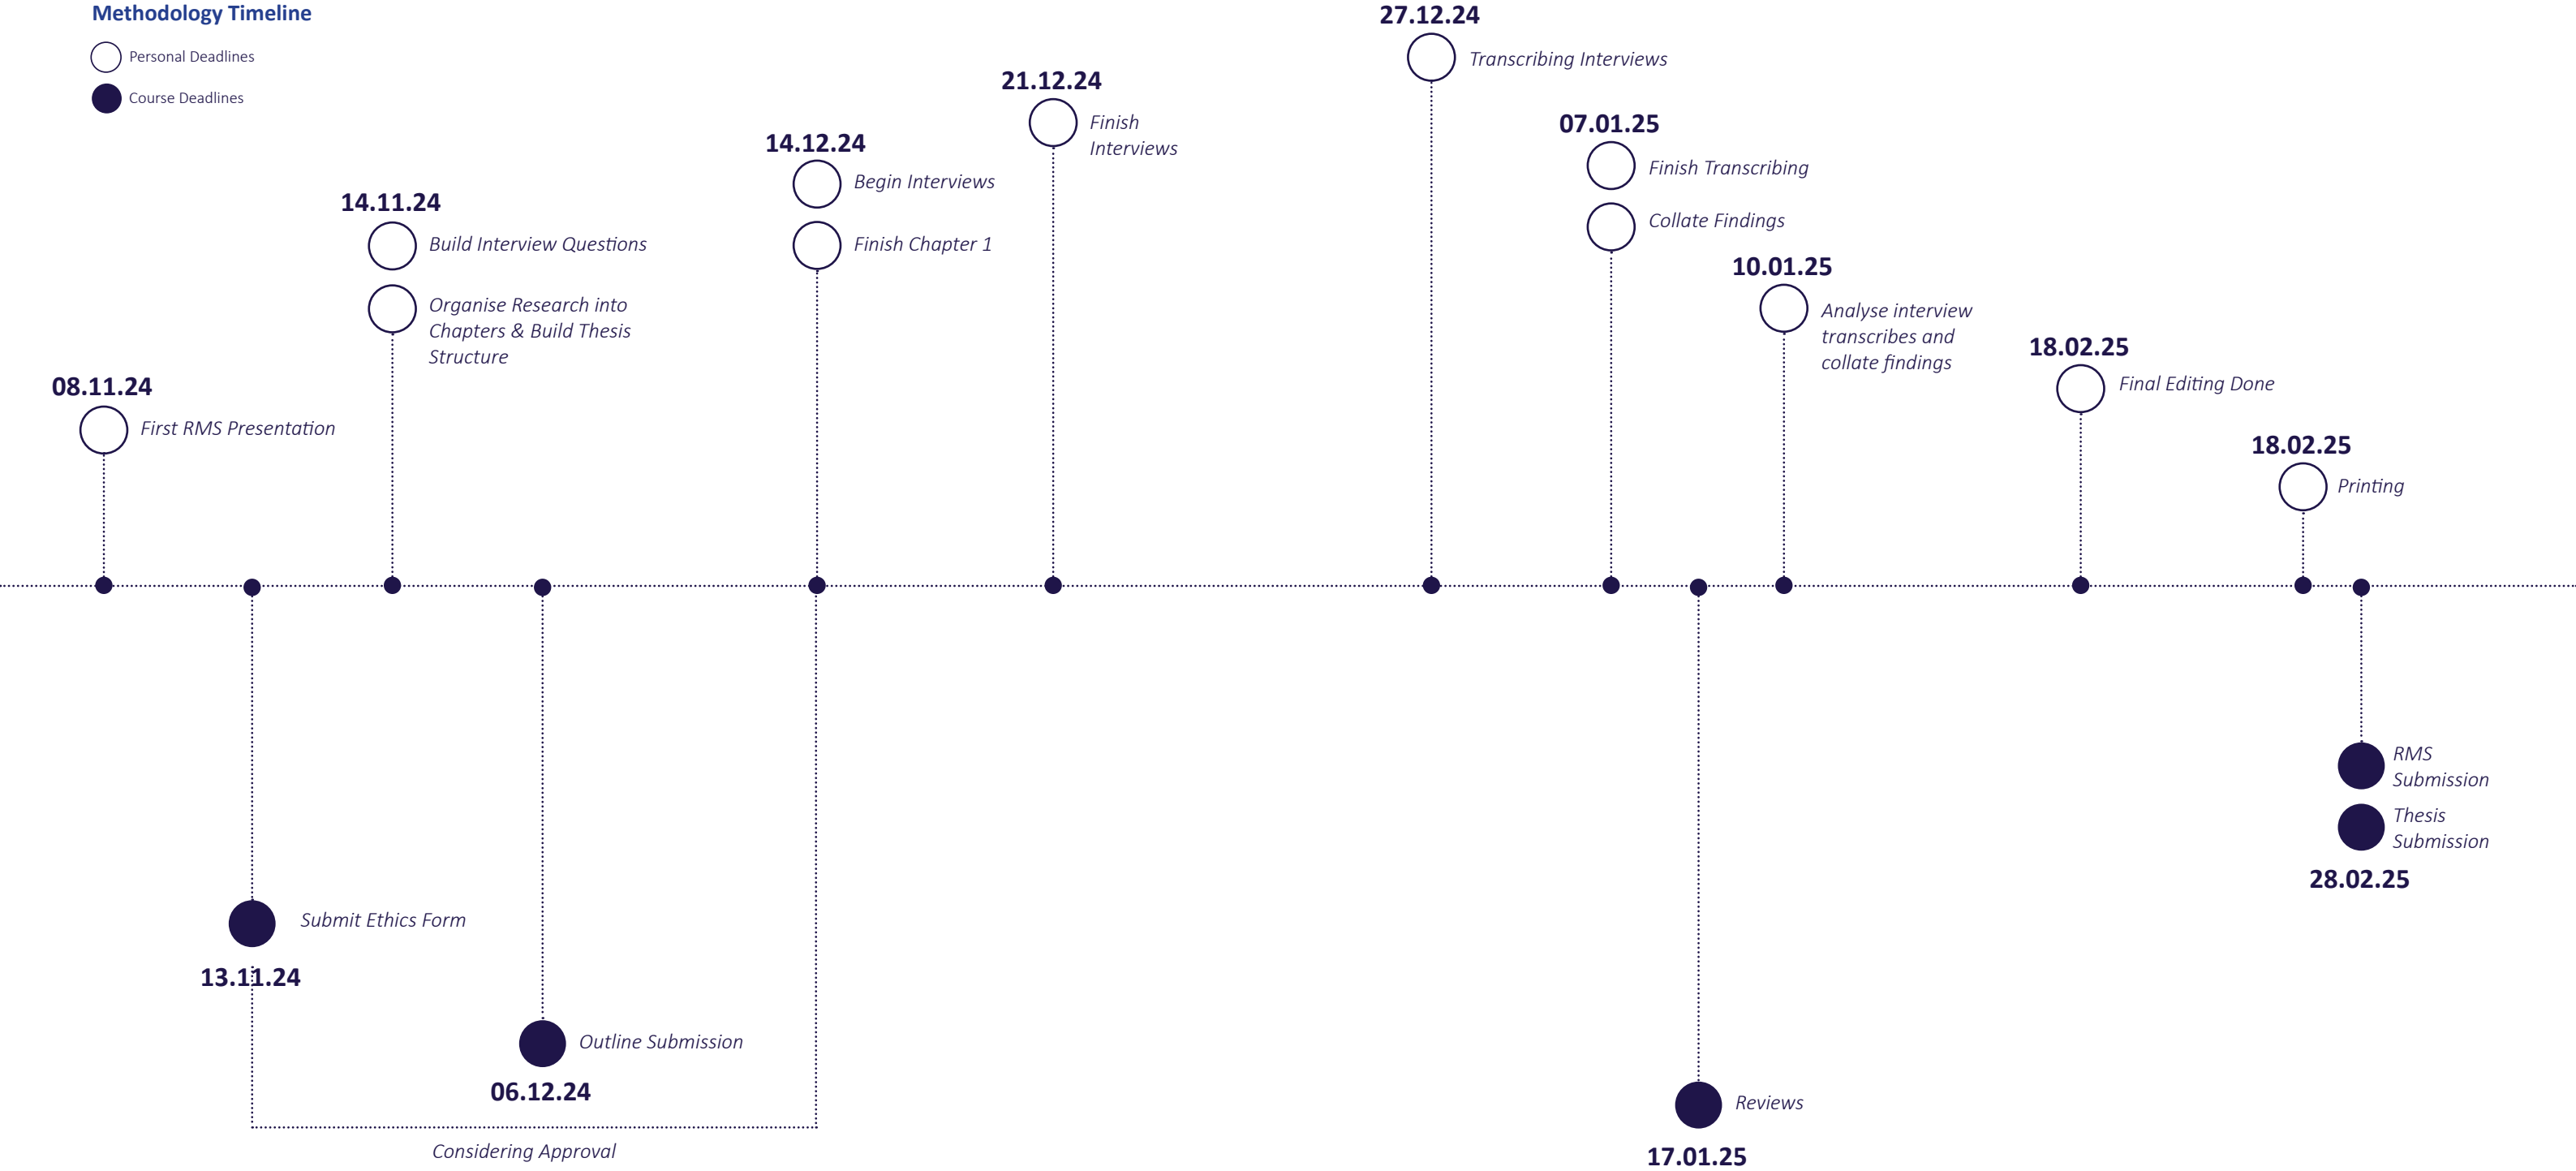 Methodology Timeline
Personal Deadlines
Course Deadlines
08.11.24
First RMS Presentation
14.11.24
Build Interview Questions
Organise Research into
Chapters & Build Thesis
Structure
14.12.24
Begin Interviews
Finish Chapter 1
21.12.24
Finish
Interviews
27.12.24
Transcribing Interviews
07.01.25
Finish Transcribing
Collate Findings
10.01.25
Analyse interview
transcribes and
collate findings
18.02.25
Final Editing Done
18.02.25
Printing
Submit Ethics Form
13.11.24
Outline Submission
06.12.24
Considering Approval
Reviews
17.01.25
RMS
Submission
Thesis
Submission
28.02.25